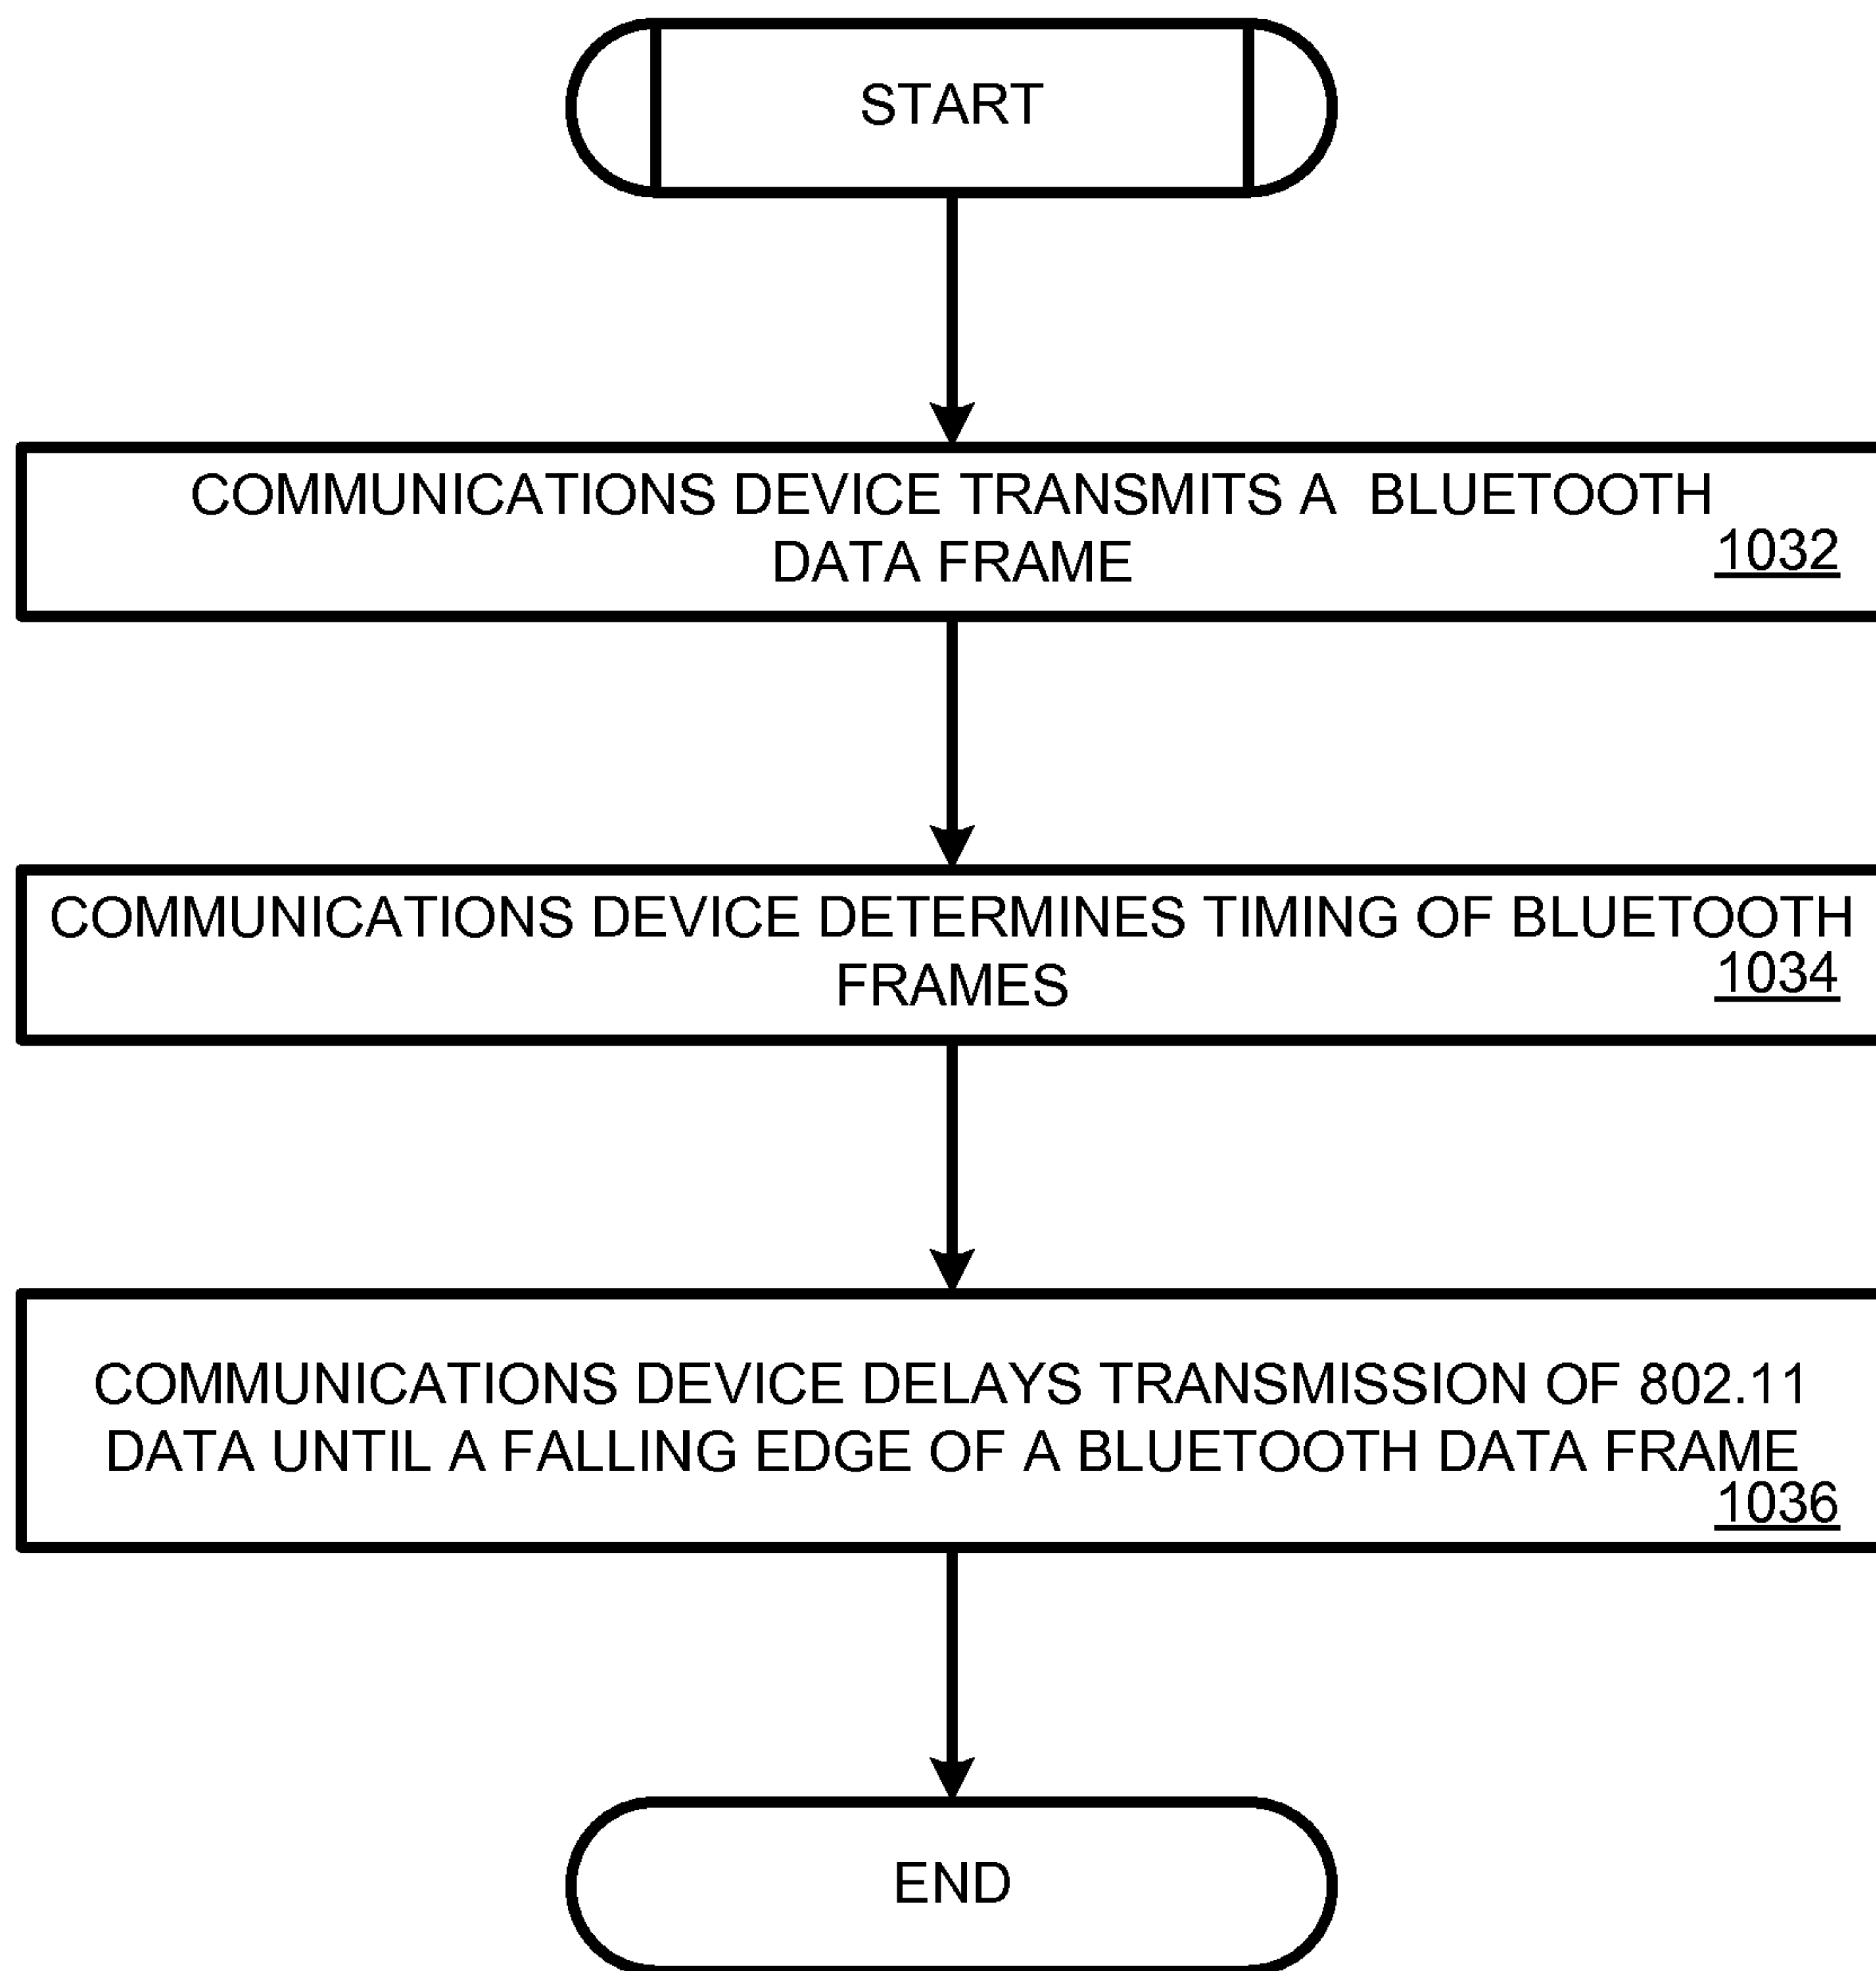 START
COMMUNICATIONS DEVICE TRANSMITS A BLUETOOTH
DATA FRAME
1032
COMMUNICATIONS DEVICE DETERMINES TIMING OF BLUETOOTH
FRAMES
1034
COMMUNICATIONS DEVICE DELAYS TRANSMISSION OF 802.11
DATA UNTIL A FALLING EDGE OF A BLUETOOTH DATA FRAME
1036
END